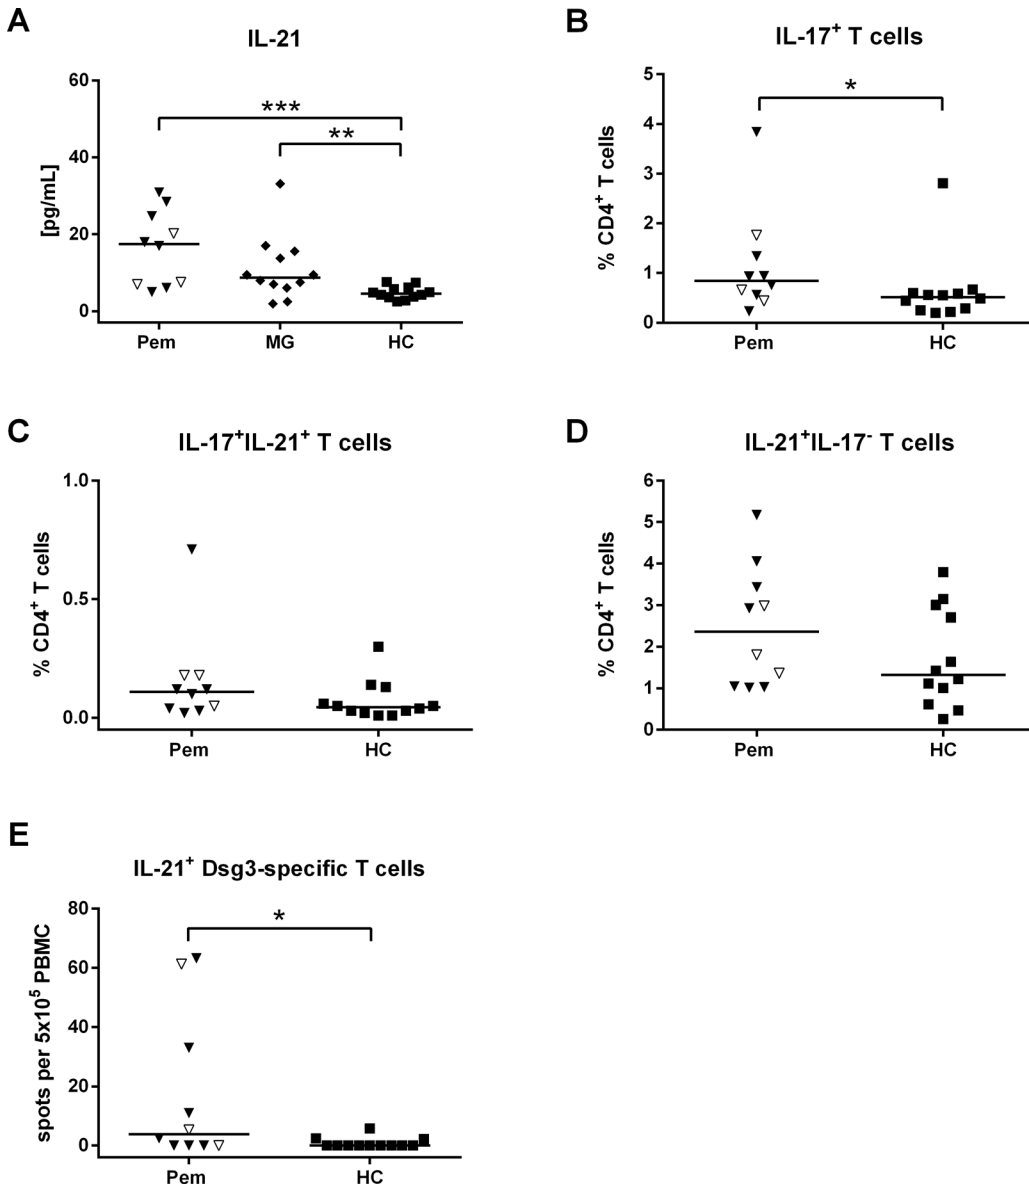 A
IL-21
60
40
20
0
[pg/mL]
***
**
Pem MG HC
B
IL-17⁺ T cells
5
4
3
2
1
0
% CD4⁺ T cells
*
Pem HC
C
IL-17⁺IL-21⁺ T cells
1.0
0.5
0.0
% CD4⁺ T cells
Pem HC
D
IL-21⁺IL-17⁻ T cells
6
5
4
3
2
1
0
% CD4⁺ T cells
Pem HC
E
IL-21⁺ Dsg3-specific T cells
80
60
40
20
0
spots per 5x10⁵ PBMC
*
Pem HC